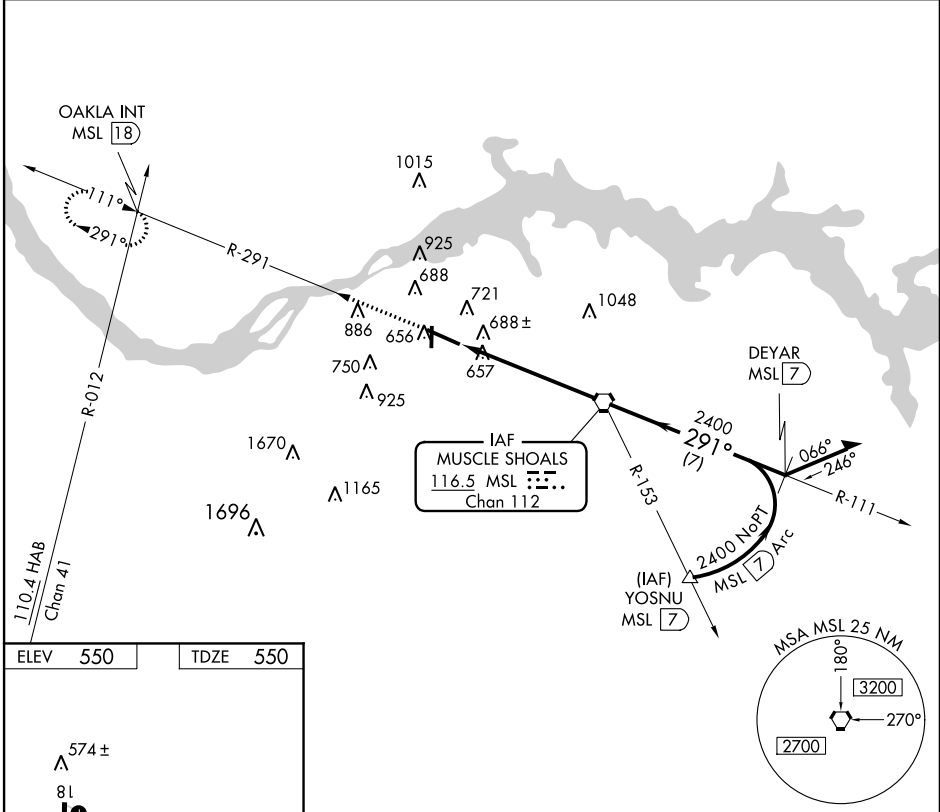 OAKLA INT
MSL 18
111°
291°
R-291
R-012
110.4 HAB
Chan 41
1015
925
688
721
688±
1048
886
656
657
750
925
1670
1165
1696
IAF
MUSCLE SHOALS
116.5 MSL
Chan 112
2400
291°
(7)
DEYAR
MSL 7
066°
246°
R-111
R-153
2400 NoPT
MSL 7 Arc
(IAF)
YOSNU
MSL 7
ELEV 550
TDZE 550
574±
18
MSA MSL 25 NM
180°
3200
270°
2700